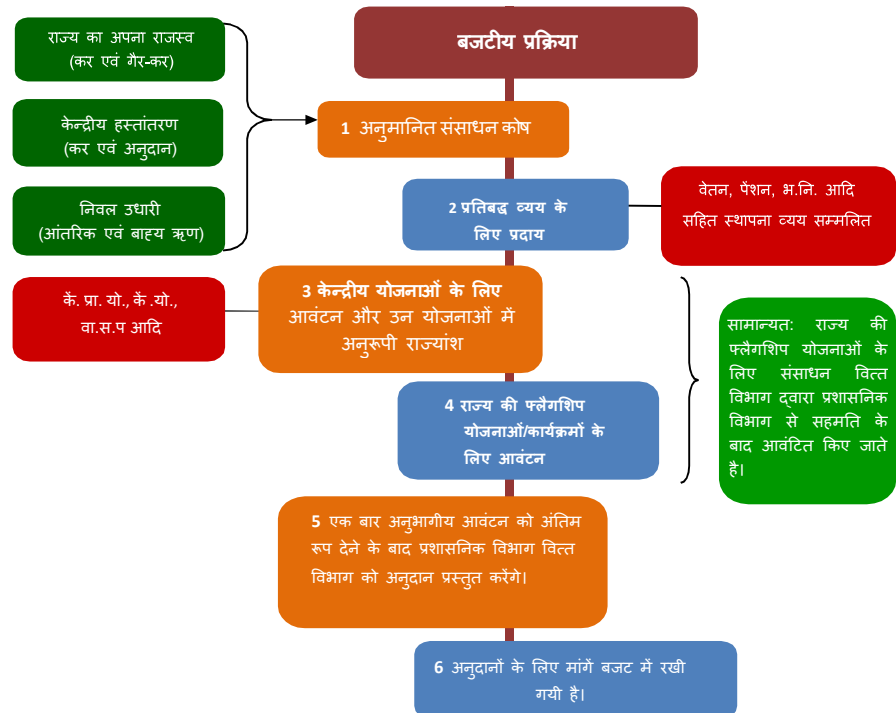 बजटीय प्रक्रिया
राज्य का अपना राजस्व
(कर एवं गैर-कर)
केन्द्रीय हस्तांतरण
(कर एवं अनुदान)
निवल उधारी
(आंतरिक एवं बाह्य ऋण)
1 अनुमानित संसाधन कोष
2 प्रतिबद्ध व्यय के
लिए प्रदाय
वेतन, पेंशन, भ.नि. आदि
सहित स्थापना व्यय सम्मलित
3 केन्द्रीय योजनाओं के लिए
आवंटन और उन योजनाओं में
अनुरूपी राज्यांश
कें. प्रा. यो., कें .यो.,
वा.स.प आदि
4 राज्य की फ्लैगशिप
योजनाओं/कार्यक्रमों के
लिए आवंटन
सामान्यत: राज्य की
फ्लैगशिप योजनाओं के
लिए संसाधन वित्त
विभाग द्वारा प्रशासनिक
विभाग से सहमति के
बाद आवंटित किए जाते
है।
5 एक बार अनुभागीय आवंटन को अंतिम
रूप देने के बाद प्रशासनिक विभाग वित्त
विभाग को अनुदान प्रस्तुत करेंगे।
6 अनुदानों के लिए मांगें बजट में रखी
गयी है।